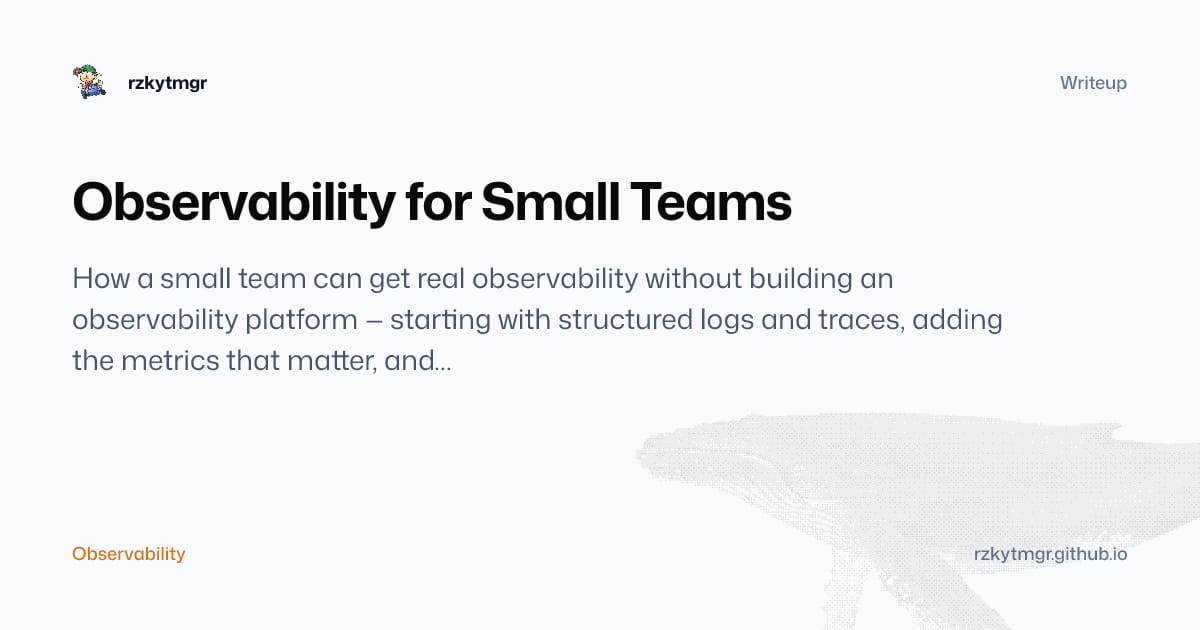 rzkytmgr
Writeup
Observability for Small Teams
How a small team can get real observability without building an
observability platform — starting with structured logs and traces, adding
the metrics that matter, and...
Observability
rzkytmgr.github.io